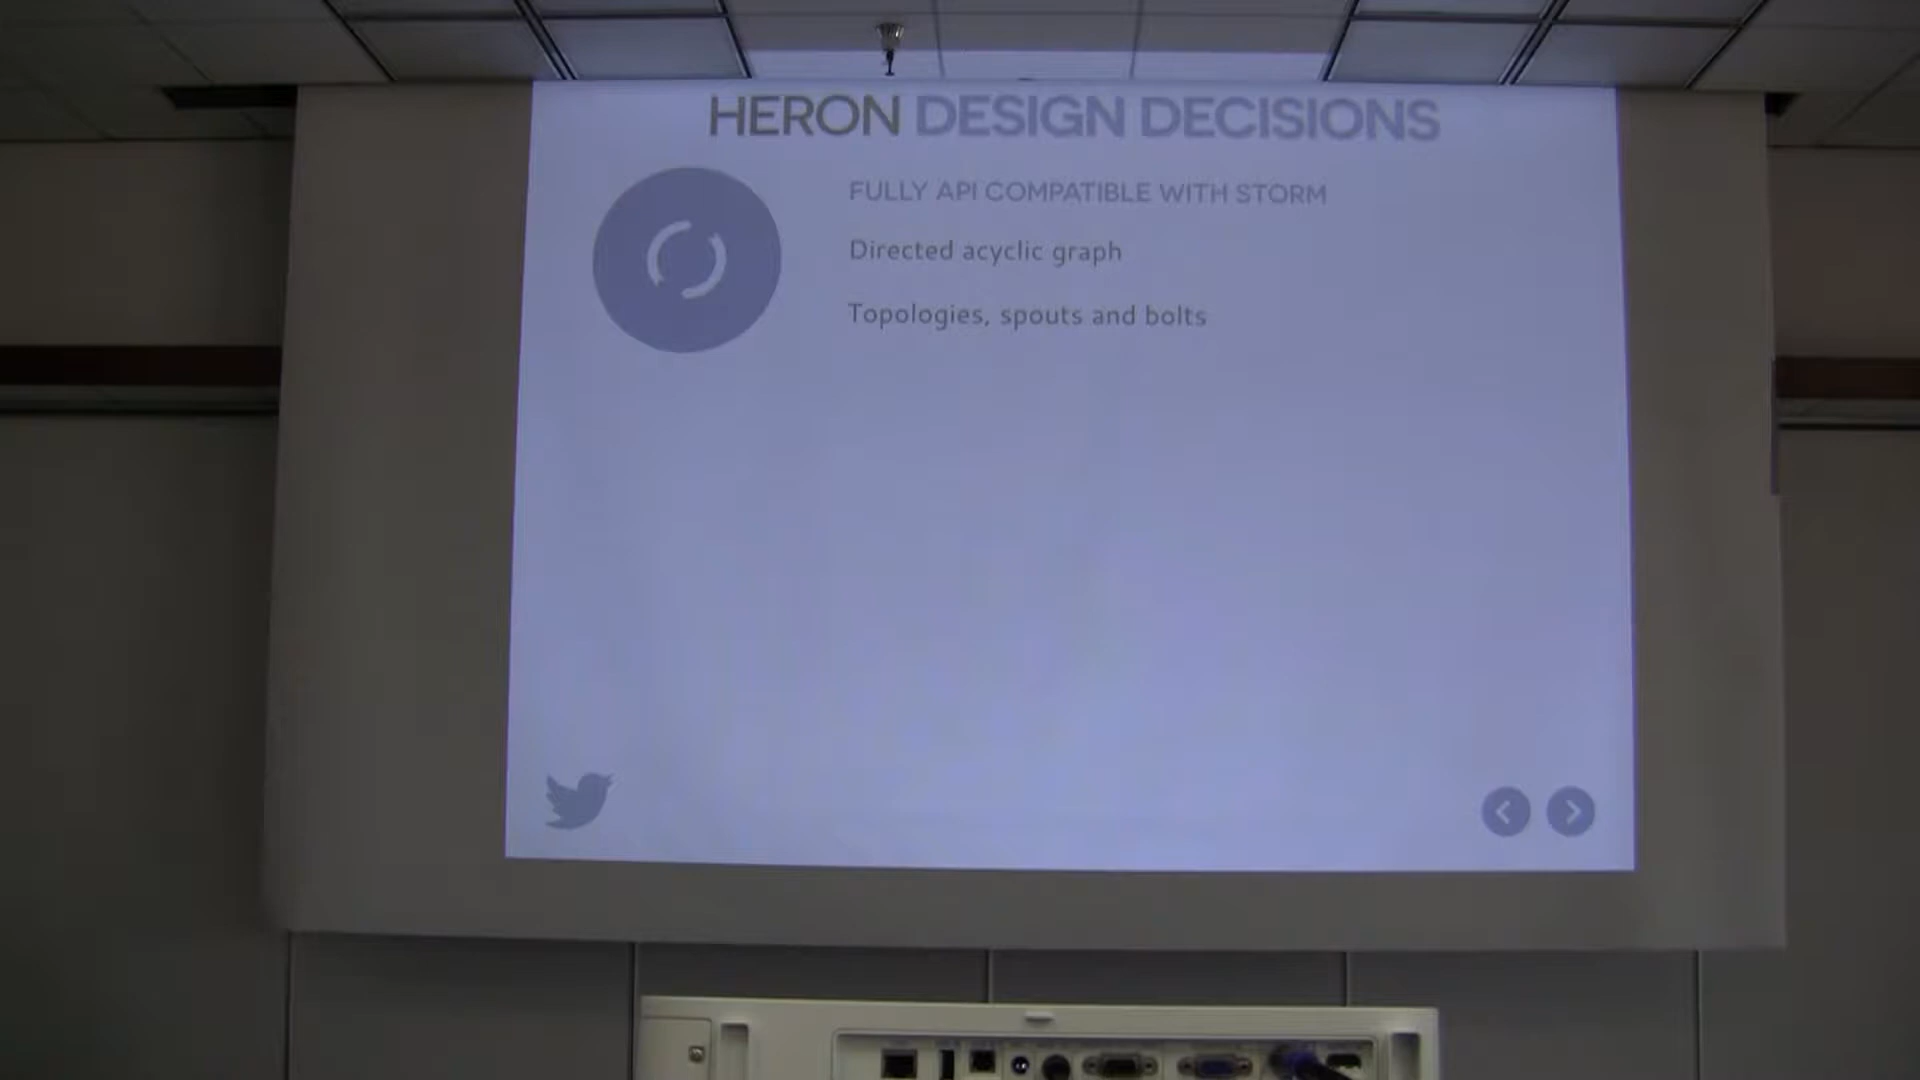 HERON DESIGN DECISIONS
FULLY API COMPATIBLE WITH STORM
Directed acyclic graph
Topologies, spouts and bolts